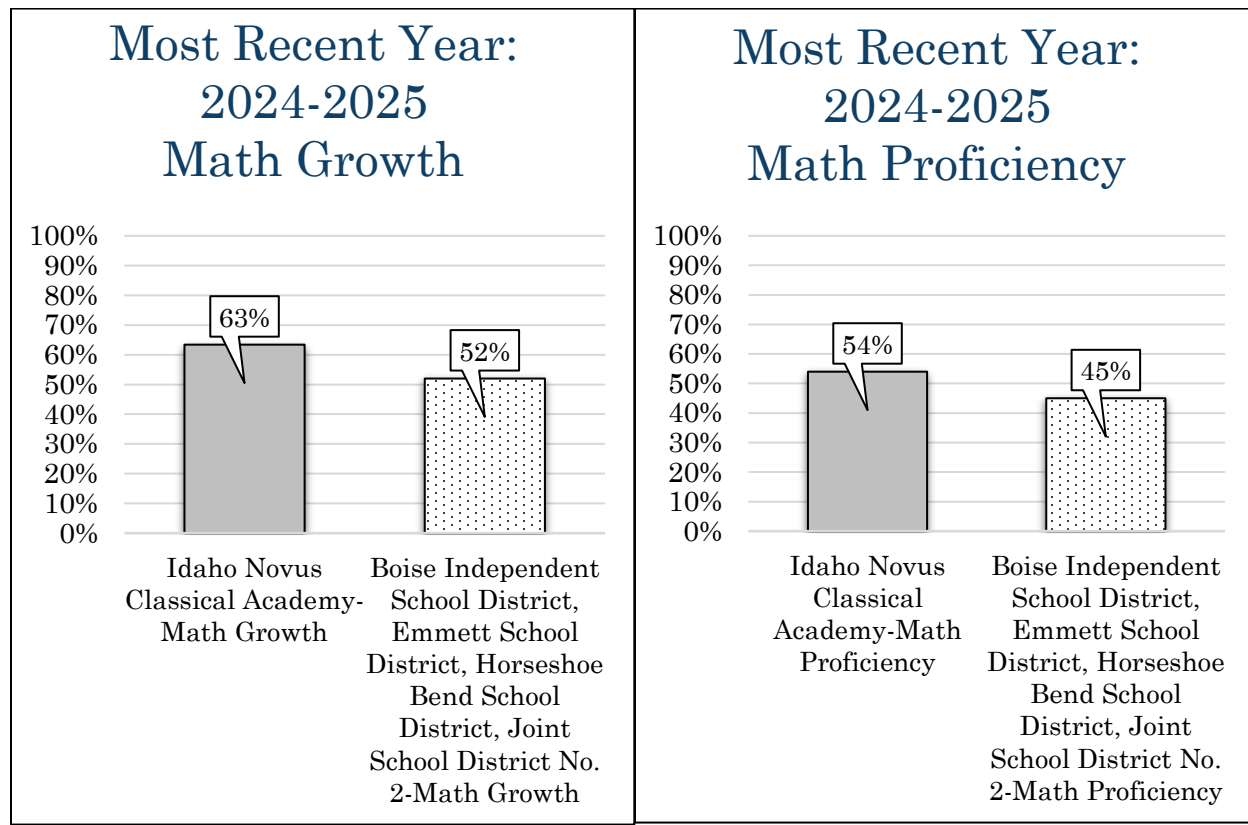 Most Recent Year:
2024-2025
Math Growth
100%
90%
80%
70%
60%
50%
40%
30%
20%
10%
0%
63%
52%
Idaho Novus
Classical Academy-
Math Growth
Boise Independent
School District,
Emmett School
District, Horseshoe
Bend School
District, Joint
School District No.
2-Math Growth
Most Recent Year:
2024-2025
Math Proficiency
100%
90%
80%
70%
60%
50%
40%
30%
20%
10%
0%
54%
45%
Idaho Novus
Classical
Academy-Math
Proficiency
Boise Independent
School District,
Emmett School
District, Horseshoe
Bend School
District, Joint
School District No.
2-Math Proficiency